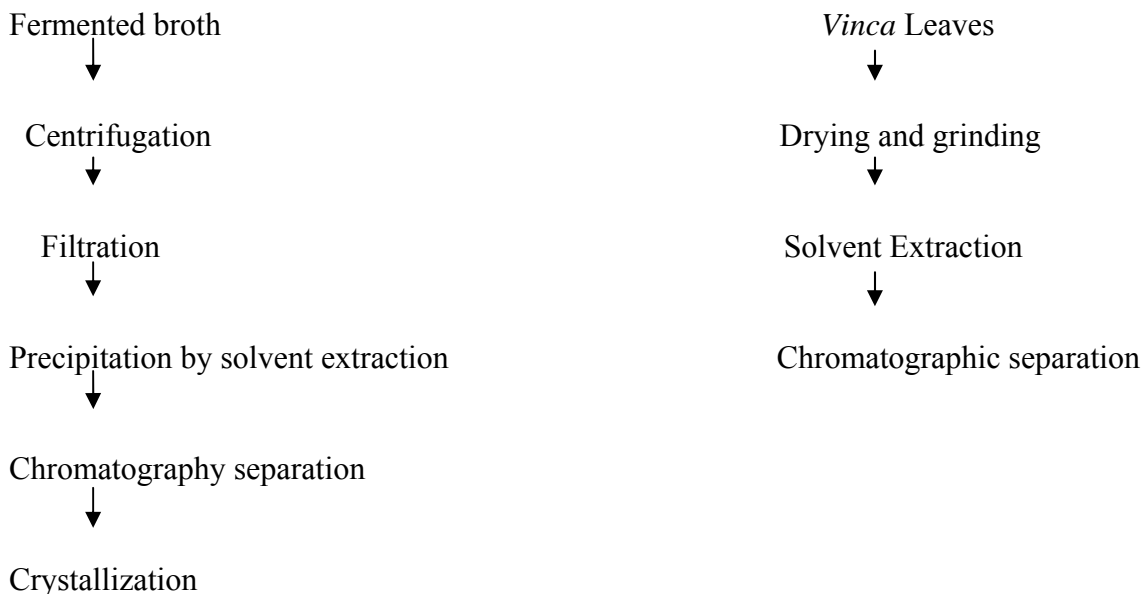 Fermented broth
Centrifugation
Filtration
Precipitation by solvent extraction
Chromatography separation
Crystallization
Vinca Leaves
Drying and grinding
Solvent Extraction
Chromatographic separation